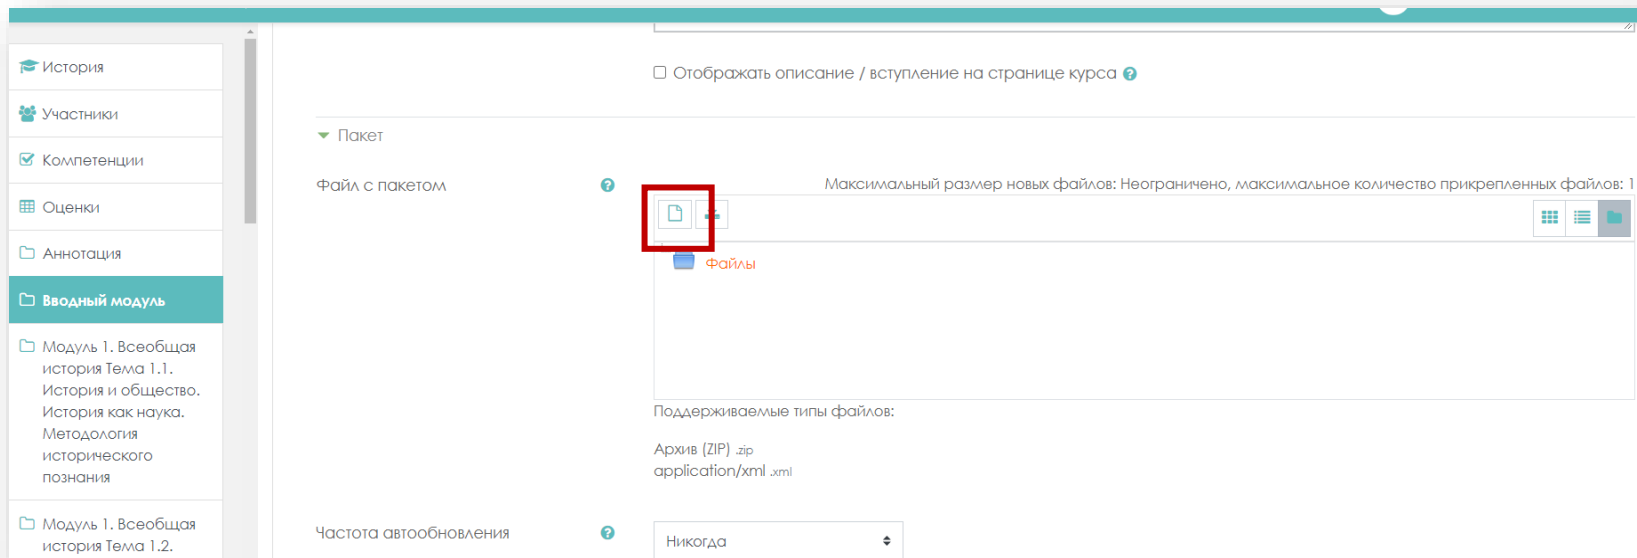 История
Участники
Компетенции
Оценки
Аннотация
Вводный модуль
Модуль 1. Всеобщая
история Тема 1.1.
История и общество.
История как наука.
Методология
исторического
познания
Модуль 1. Всеобщая
история Тема 1.2.
Отображать описание / вступление на странице курса
Пакет
Файл с пакетом
Максимальный размер новых файлов: Неограничено, максимальное количество прикрепленных файлов: 1
Файлы
Поддерживаемые типы файлов:
Архив (ZIP) .zip
application/xml .xml
Частота автообновления
Никогда